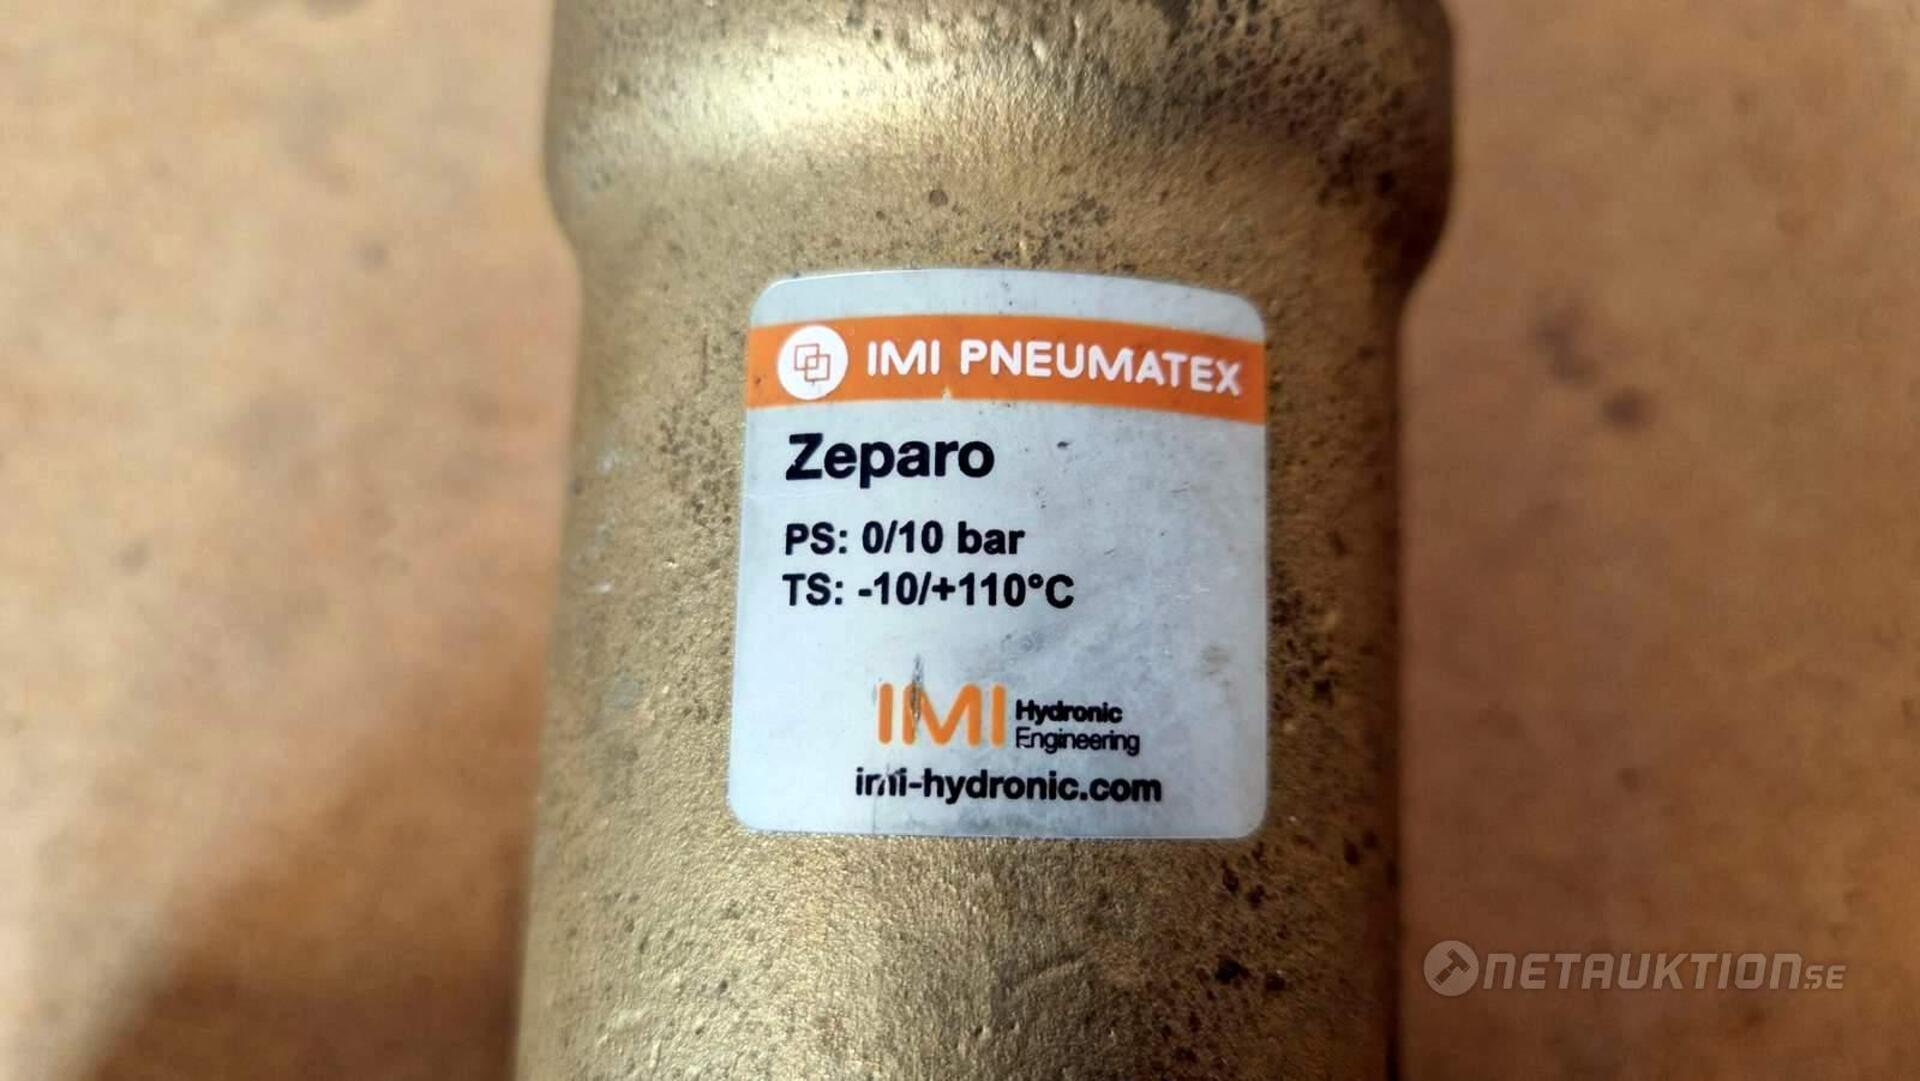 IMI PNEUMATEX
Zeparo
PS: 0/10 bar
TS: -10/+110°C
IMI Hydronic
Engineering
imi-hydronic.com
NETAUKTION.SE